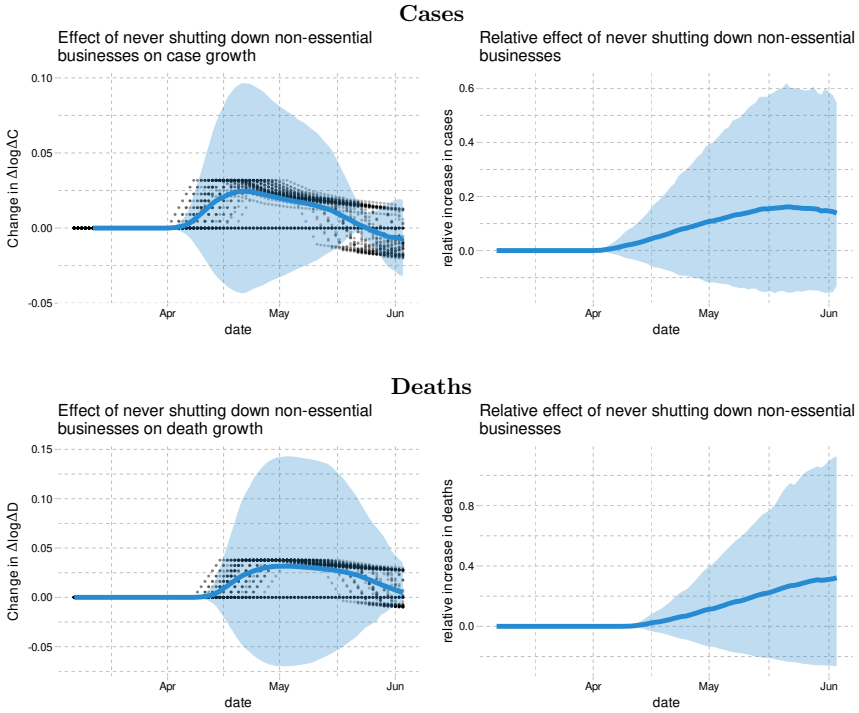 Cases
Effect of never shutting down non-essential
businesses on case growth
Change in ΔlogΔC
0.10
0.05
0.00
-0.05
Apr
May
Jun
date
Relative effect of never shutting down non-essential
businesses
relative increase in cases
0.6
0.4
0.2
0.0
Apr
May
Jun
date
Deaths
Effect of never shutting down non-essential
businesses on death growth
Change in ΔlogΔD
0.15
0.10
0.05
0.00
-0.05
Apr
May
Jun
date
Relative effect of never shutting down non-essential
businesses
relative increase in deaths
0.8
0.4
0.0
Apr
May
Jun
date